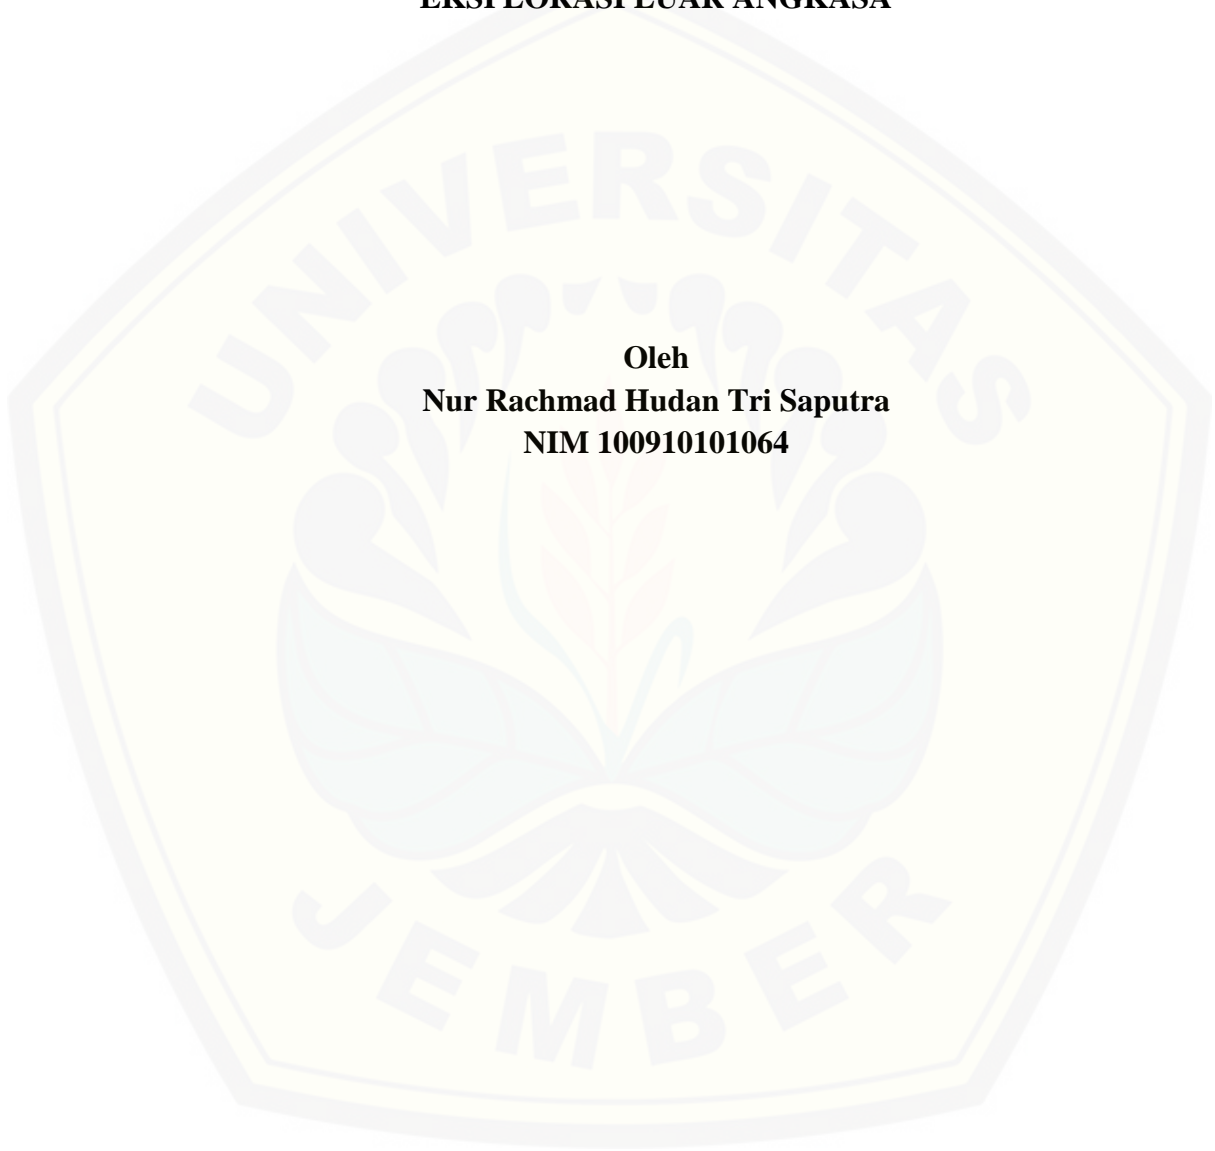 EKSPLORASI LUAR ANGKASA
UNIVERSITAS
Oleh
Nur Rachmad Hudan Tri Saputra
NIM 100910101064
JEMBER